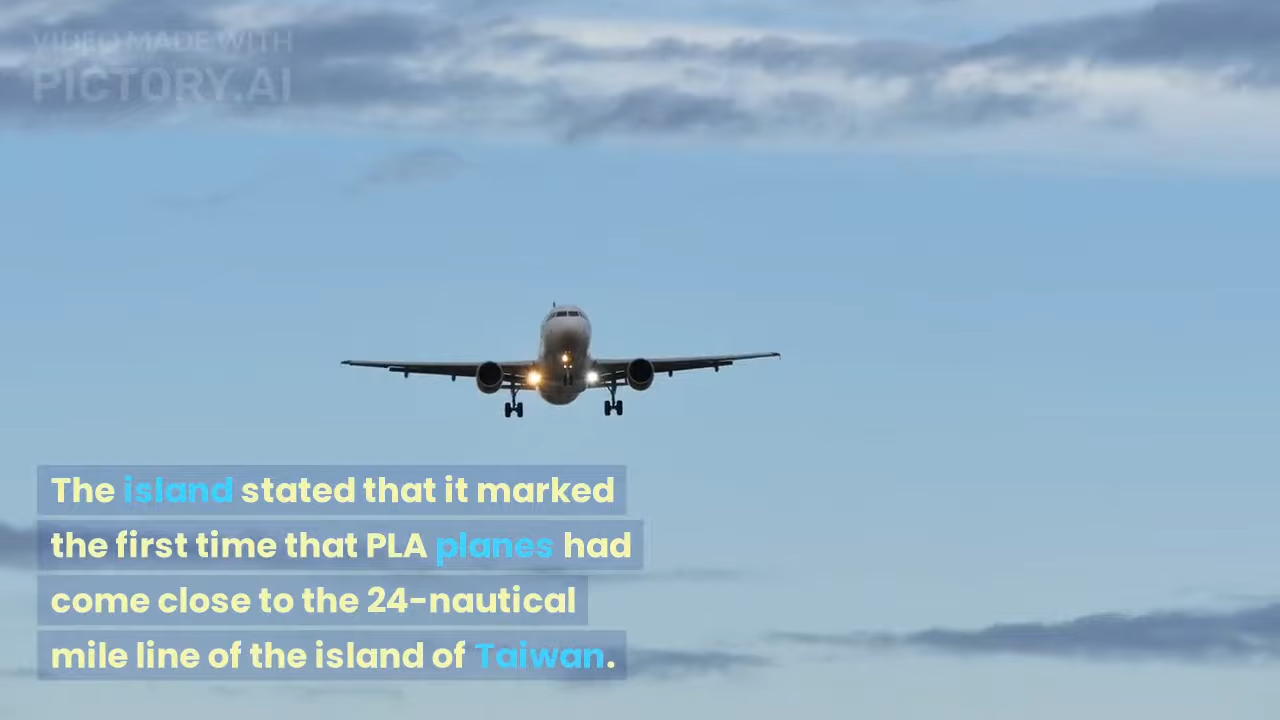 VIDEO MADE WITH
PICTORY.AI
The island stated that it marked
the first time that PLA planes had
come close to the 24-nautical
mile line of the island of Taiwan.